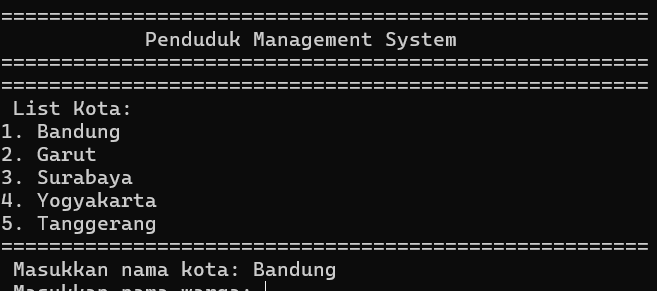 ======================================================
Penduduk Management System
======================================================
======================================================
List Kota:
1. Bandung
2. Garut
3. Surabaya
4. Yogyakarta
5. Tanggerang
======================================================
Masukkan nama kota: Bandung
Masukkan nama warga: